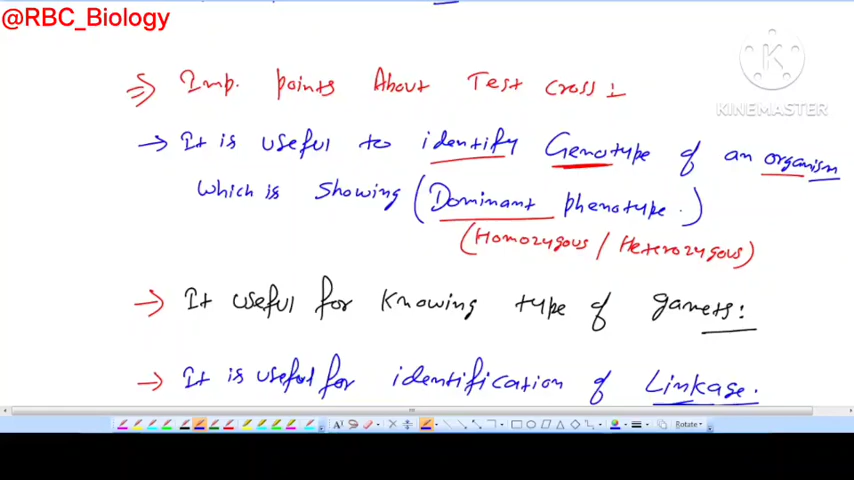 @RBC_Biology
KINEMASTER
Imp. points About Test cross :
→ It is useful to identify Genotype of an organism
which is showing (Dominant phenotype.)
(Homozygous / Heterozygous)
→ It useful for knowing type of gamets:
→ It is useful for identification of Linkase.
Rotate